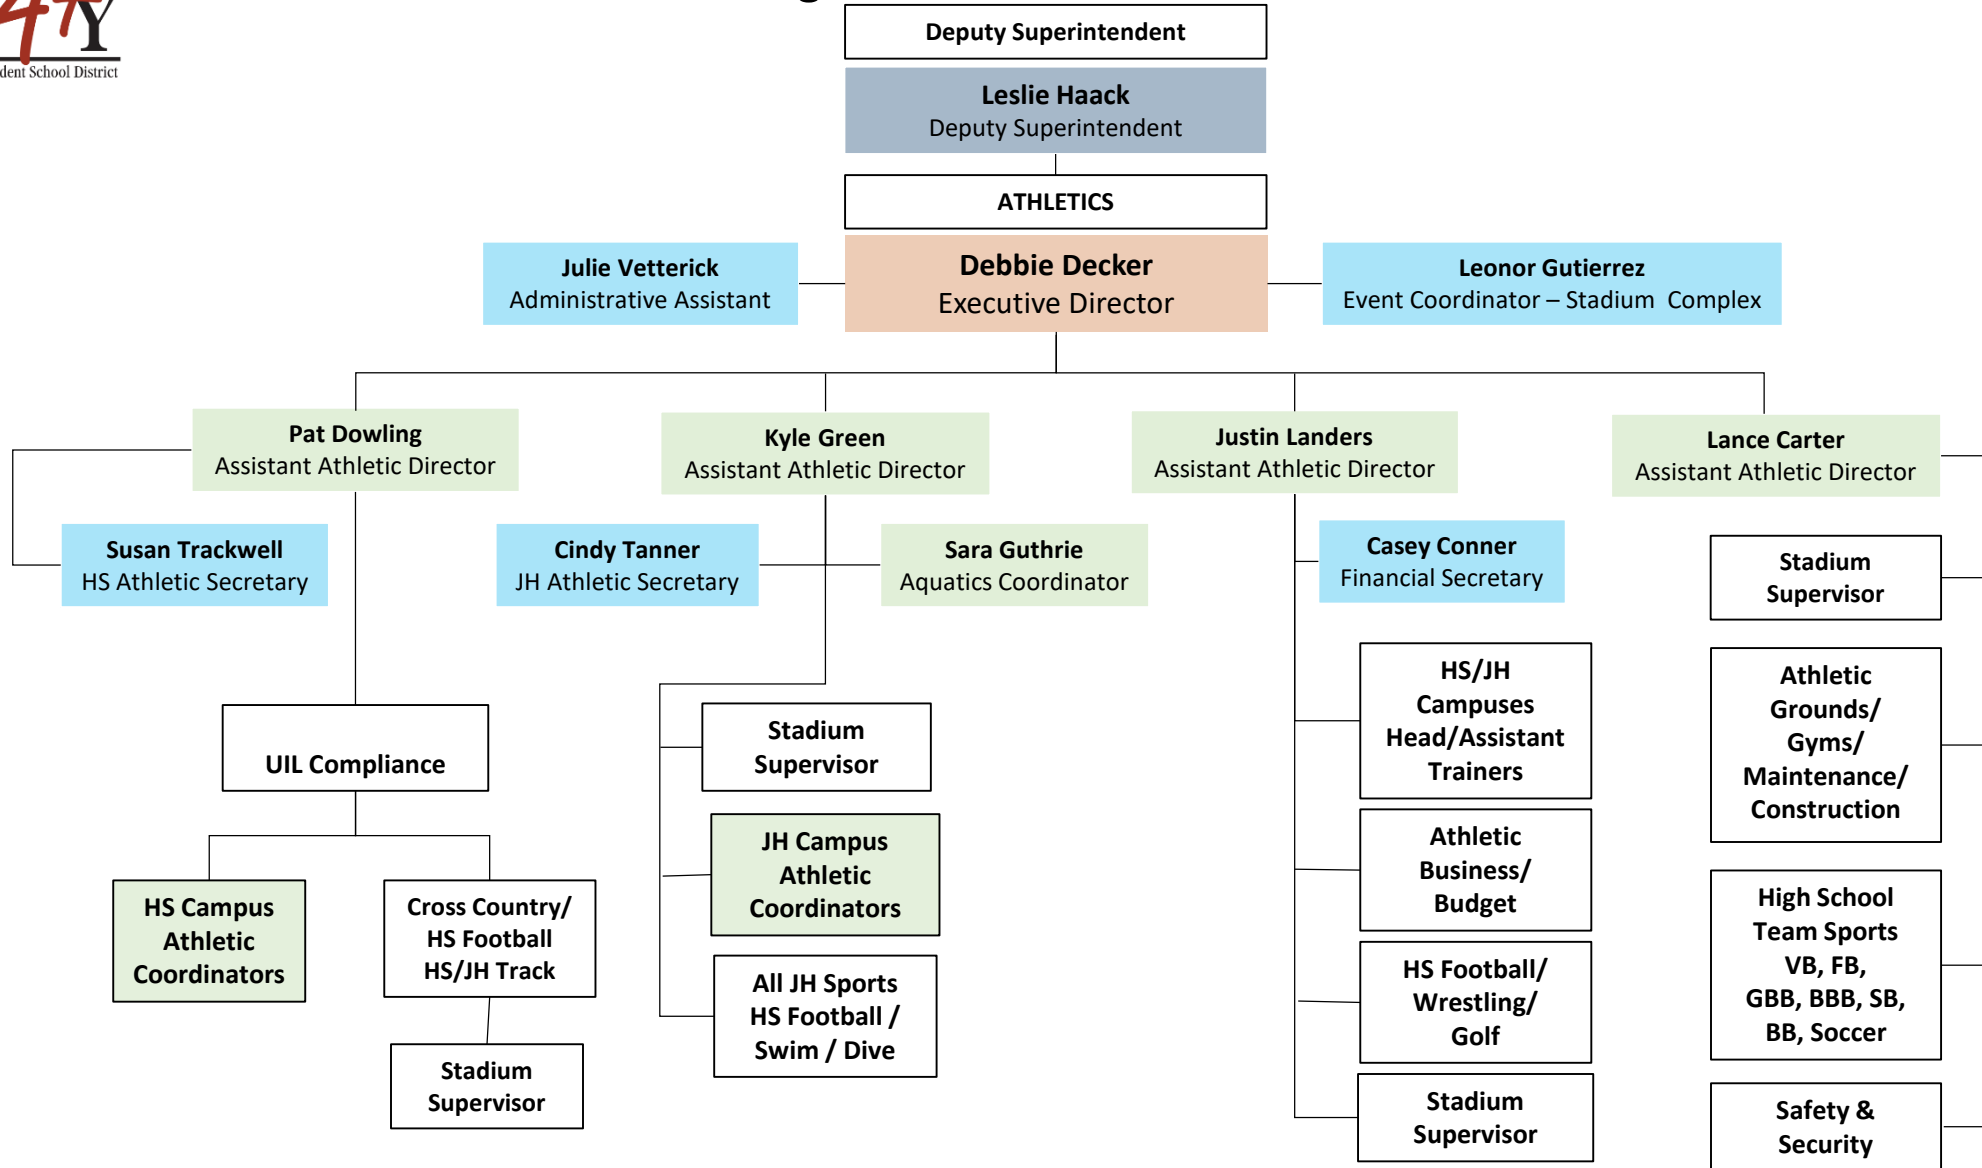 dent School District
Deputy Superintendent
Leslie Haack
Deputy Superintendent
ATHLETICS
Julie Vetterick
Administrative Assistant
Debbie Decker
Executive Director
Leonor Gutierrez
Event Coordinator – Stadium Complex
Pat Dowling
Assistant Athletic Director
Kyle Green
Assistant Athletic Director
Justin Landers
Assistant Athletic Director
Lance Carter
Assistant Athletic Director
Susan Trackwell
HS Athletic Secretary
Cindy Tanner
JH Athletic Secretary
Sara Guthrie
Aquatics Coordinator
Casey Conner
Financial Secretary
UIL Compliance
HS Campus
Athletic
Coordinators
Cross Country/
HS Football
HS/JH Track
Stadium
Supervisor
Stadium
Supervisor
JH Campus
Athletic
Coordinators
All JH Sports
HS Football /
Swim / Dive
HS/JH
Campuses
Head/Assistant
Trainers
Athletic
Business/
Budget
HS Football/
Wrestling/
Golf
Stadium
Supervisor
Stadium
Supervisor
Athletic
Grounds/
Gyms/
Maintenance/
Construction
High School
Team Sports
VB, FB,
GBB, BBB, SB,
BB, Soccer
Safety &
Security